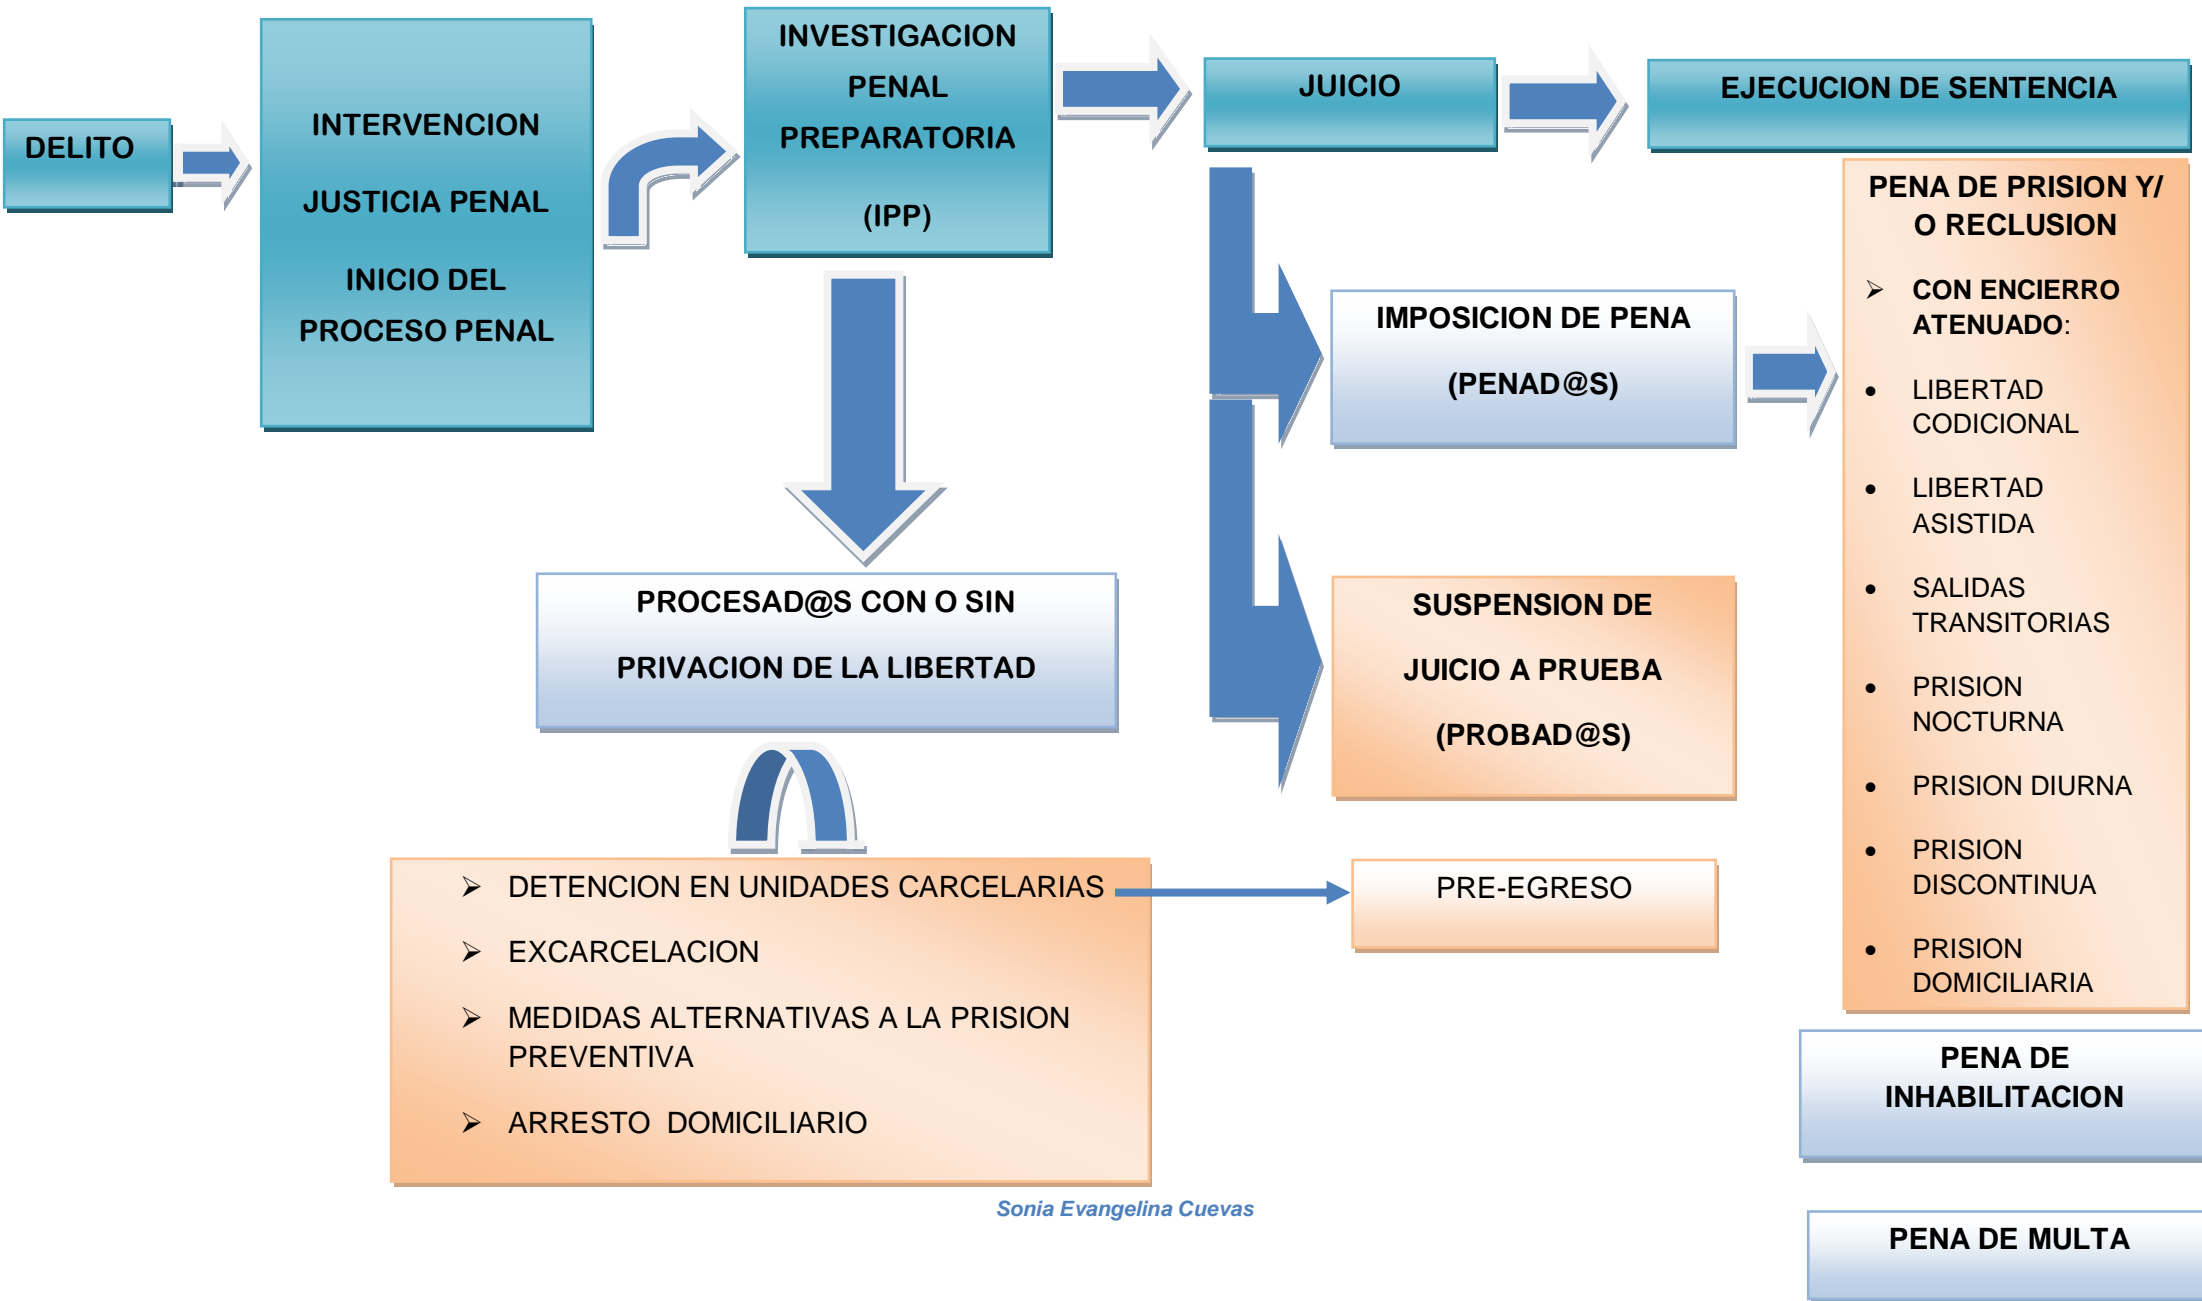 DELITO
INTERVENCION
JUSTICIA PENAL
INICIO DEL
PROCESO PENAL
INVESTIGACION
PENAL
PREPARATORIA
(IPP)
JUICIO
EJECUCION DE SENTENCIA
PENA DE PRISION Y/
O RECLUSION
➢ CON ENCIERRO
ATENUADO:
• LIBERTAD
CODICIONAL
• LIBERTAD
ASISTIDA
• SALIDAS
TRANSITORIAS
• PRISION
NOCTURNA
• PRISION DIURNA
• PRISION
DISCONTINUA
• PRISION
DOMICILIARIA
IMPOSICION DE PENA
(PENAD@S)
SUSPENSION DE
JUICIO A PRUEBA
(PROBAD@S)
PROCESAD@S CON O SIN
PRIVACION DE LA LIBERTAD
➢ DETENCION EN UNIDADES CARCELARIAS
➢ EXCARCELACION
➢ MEDIDAS ALTERNATIVAS A LA PRISION
PREVENTIVA
➢ ARRESTO DOMICILIARIO
PRE-EGRESO
PENA DE
INHABILITACION
Sonia Evangelina Cuevas
PENA DE MULTA